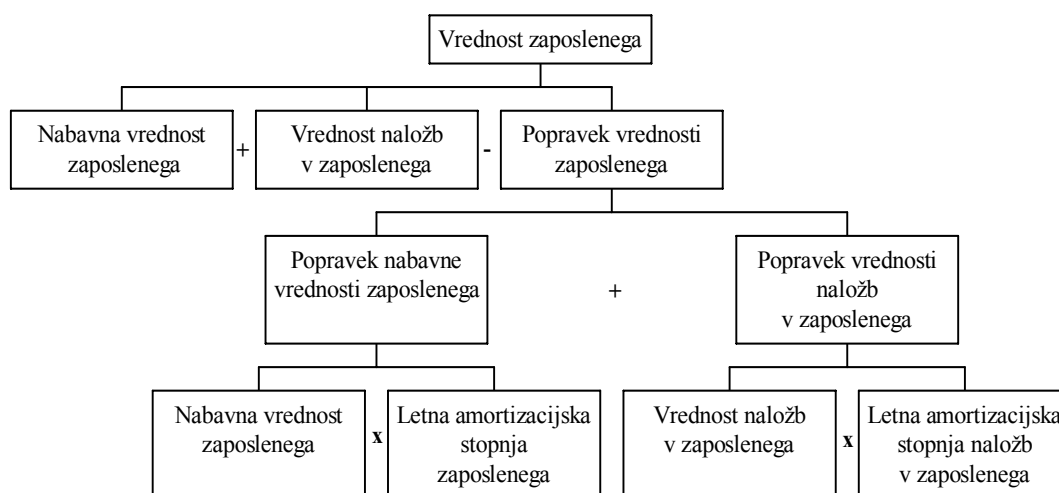 Vrednost zaposlenega
Nabavna vrednost
zaposlenega
+
Vrednost naložb
v zaposlenega
-
Popravek vrednosti
zaposlenega
Popravek nabavne
vrednosti zaposlenega
+
Popravek vrednosti
naložb
v zaposlenega
Nabavna vrednost
zaposlenega
x
Letna amortizacijska
stopnja
zaposlenega
Vrednost naložb
v zaposlenega
x
Letna amortizacijska
stopnja naložb
v zaposlenega